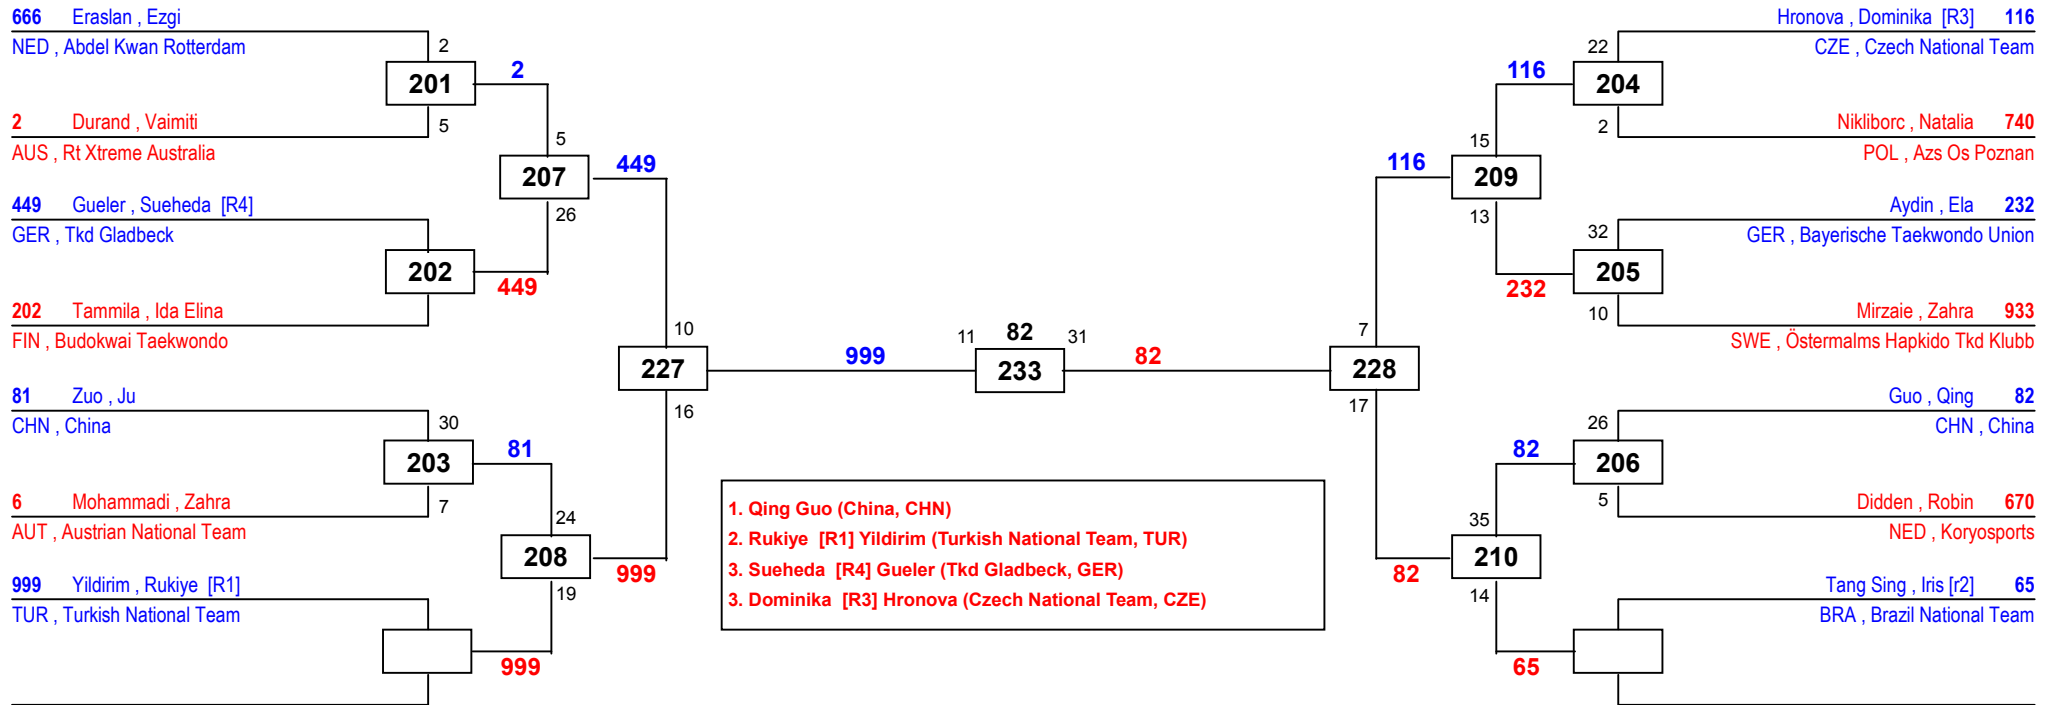 666 Eraslan , Ezgi
NED , Abdel Kwan Rotterdam
2
201
2
5
2 Durand , Vaimiti
AUS , Rt Xtreme Australia
5
207
449
26
449 Gueler , Sueheda [R4]
GER , Tkd Gladbeck
202
449
202 Tammila , Ida Elina
FIN , Budokwai Taekwondo
10
227
999
16
81 Zuo , Ju
CHN , China
30
203
81
7
6 Mohammadi , Zahra
AUT , Austrian National Team
24
208
999
19
999 Yildirim , Rukiye [R1]
TUR , Turkish National Team
999
11 82 31
233
82
1. Qing Guo (China, CHN)
2. Rukiye [R1] Yildirim (Turkish National Team, TUR)
3. Sueheda [R4] Gueler (Tkd Gladbeck, GER)
3. Dominika [R3] Hronova (Czech National Team, CZE)
Hronova , Dominika [R3] 116
CZE , Czech National Team
22
116
204
2
Nikliborc , Natalia 740
POL , Azs Os Poznan
15
116
209
13
Aydin , Ela 232
GER , Bayerische Taekwondo Union
32
205
232
10
Mirzaie , Zahra 933
SWE , Östermalms Hapkido Tkd Klubb
7
228
17
Guo , Qing 82
CHN , China
26
82
206
5
Didden , Robin 670
NED , Koryosports
35
210
82
14
Tang Sing , Iris [r2] 65
BRA , Brazil National Team
65